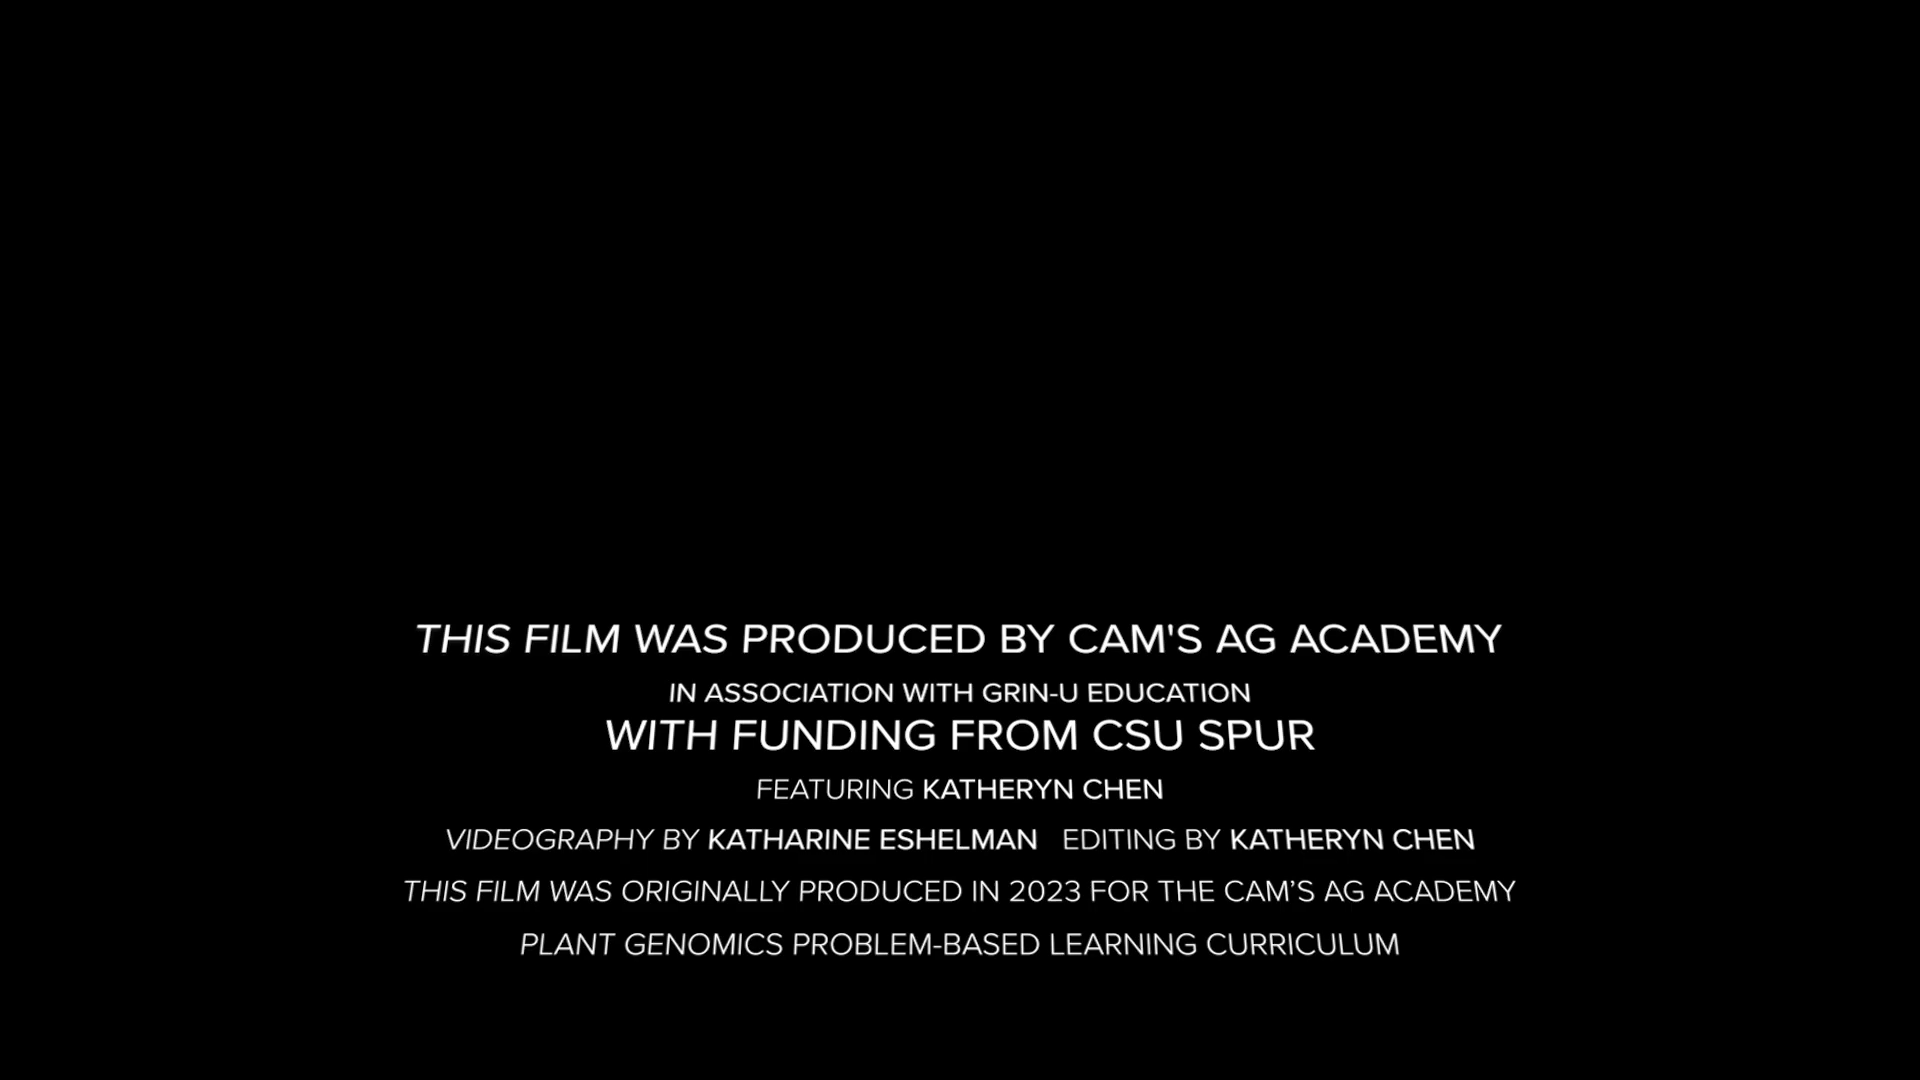 THIS FILM WAS PRODUCED BY CAM'S AG ACADEMY
IN ASSOCIATION WITH GRIN-U EDUCATION
WITH FUNDING FROM CSU SPUR
FEATURING KATHERYN CHEN
VIDEOGRAPHY BY KATHARINE ESHELMAN EDITING BY KATHERYN CHEN
THIS FILM WAS ORIGINALLY PRODUCED IN 2023 FOR THE CAM’S AG ACADEMY
PLANT GENOMICS PROBLEM-BASED LEARNING CURRICULUM